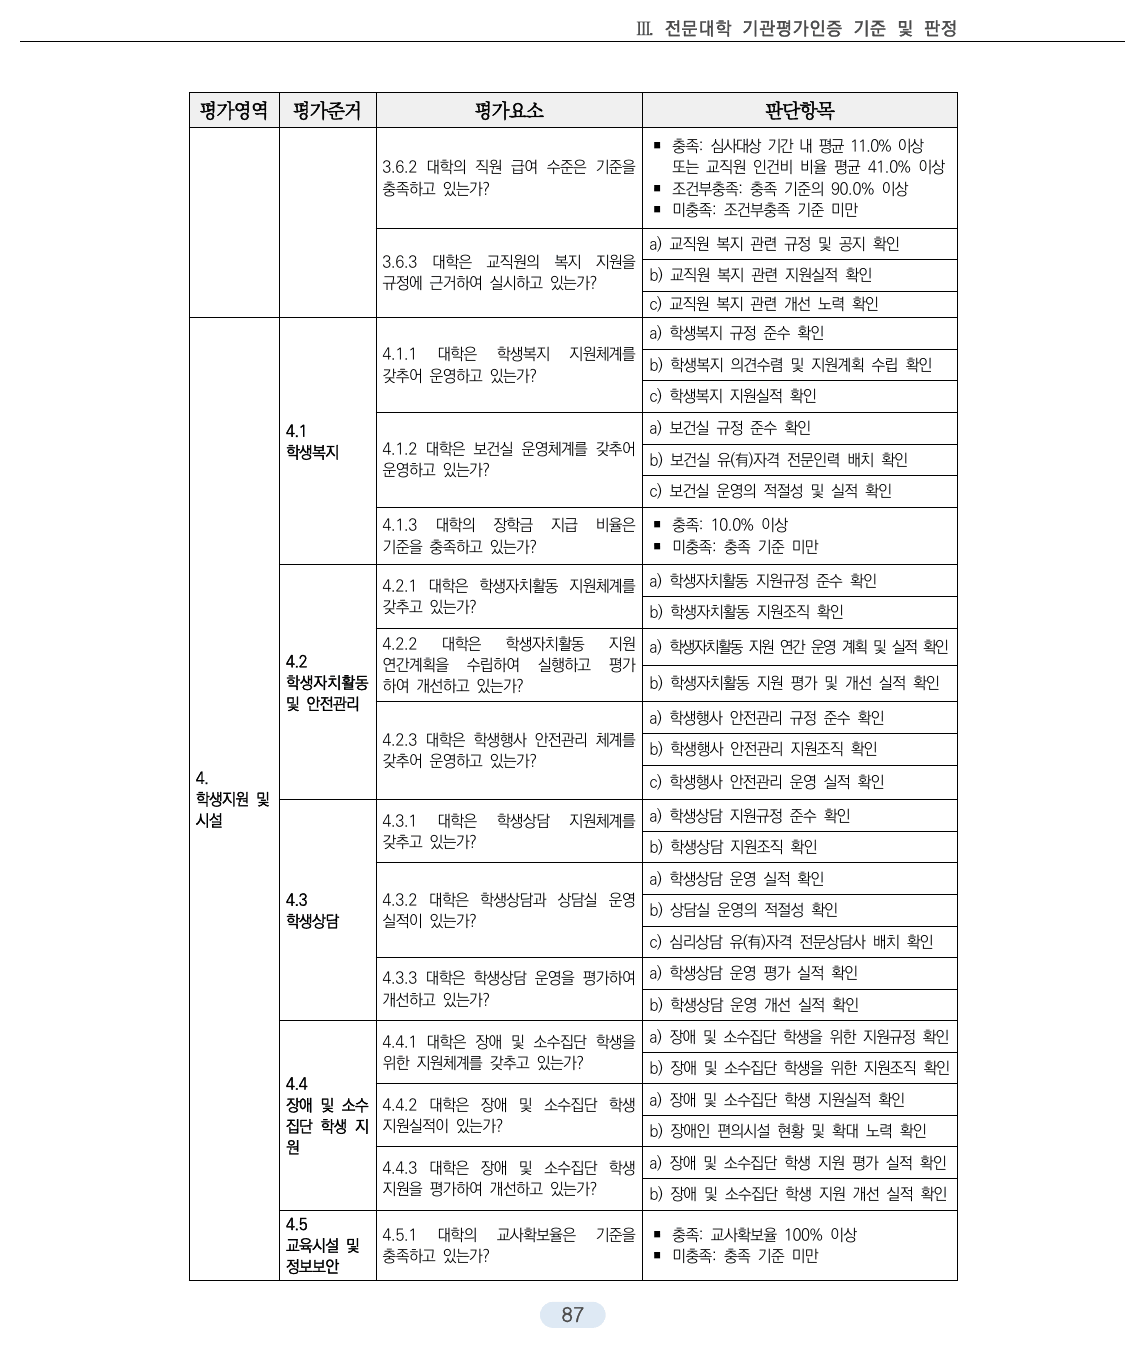 Ⅲ. 전문대학 기관평가인증 기준 및 판정
평가영역 평가준거 평가요소 판단항목
3.6.2 대학의 직원 급여 수준은 기준을
충족하고 있는가?
▪ 충족: 심사대상 기간 내 평균 11.0% 이상
또는 교직원 인건비 비율 평균 41.0% 이상
▪ 조건부충족: 충족 기준의 90.0% 이상
▪ 미충족: 조건부충족 기준 미만
3.6.3 대학은 교직원의 복지 지원을
규정에 근거하여 실시하고 있는가?
a) 교직원 복지 관련 규정 및 공지 확인
b) 교직원 복지 관련 지원실적 확인
c) 교직원 복지 관련 개선 노력 확인
4.
학생지원 및
시설
4.1
학생복지
4.1.1 대학은 학생복지 지원체계를
갖추어 운영하고 있는가?
a) 학생복지 규정 준수 확인
b) 학생복지 의견수렴 및 지원계획 수립 확인
c) 학생복지 지원실적 확인
4.1.2 대학은 보건실 운영체계를 갖추어
운영하고 있는가?
a) 보건실 규정 준수 확인
b) 보건실 유(有)자격 전문인력 배치 확인
c) 보건실 운영의 적절성 및 실적 확인
4.1.3 대학의 장학금 지급 비율은
기준을 충족하고 있는가?
▪ 충족: 10.0% 이상
▪ 미충족: 충족 기준 미만
4.2
학생자치활동
및 안전관리
4.2.1 대학은 학생자치활동 지원체계를
갖추고 있는가?
a) 학생자치활동 지원규정 준수 확인
b) 학생자치활동 지원조직 확인
4.2.2 대학은 학생자치활동 지원
연간계획을 수립하여 실행하고 평가
하여 개선하고 있는가?
a) 학생자치활동 지원 연간 운영 계획 및 실적 확인
b) 학생자치활동 지원 평가 및 개선 실적 확인
4.2.3 대학은 학생행사 안전관리 체계를
갖추어 운영하고 있는가?
a) 학생행사 안전관리 규정 준수 확인
b) 학생행사 안전관리 지원조직 확인
c) 학생행사 안전관리 운영 실적 확인
4.3
학생상담
4.3.1 대학은 학생상담 지원체계를
갖추고 있는가?
a) 학생상담 지원규정 준수 확인
b) 학생상담 지원조직 확인
4.3.2 대학은 학생상담과 상담실 운영
실적이 있는가?
a) 학생상담 운영 실적 확인
b) 상담실 운영의 적절성 확인
c) 심리상담 유(有)자격 전문상담사 배치 확인
4.3.3 대학은 학생상담 운영을 평가하여
개선하고 있는가?
a) 학생상담 운영 평가 실적 확인
b) 학생상담 운영 개선 실적 확인
4.4
장애 및 소수
집단 학생 지
원
4.4.1 대학은 장애 및 소수집단 학생을
위한 지원체계를 갖추고 있는가?
a) 장애 및 소수집단 학생을 위한 지원규정 확인
b) 장애 및 소수집단 학생을 위한 지원조직 확인
4.4.2 대학은 장애 및 소수집단 학생
지원실적이 있는가?
a) 장애 및 소수집단 학생 지원실적 확인
b) 장애인 편의시설 현황 및 확대 노력 확인
4.4.3 대학은 장애 및 소수집단 학생
지원을 평가하여 개선하고 있는가?
a) 장애 및 소수집단 학생 지원 평가 실적 확인
b) 장애 및 소수집단 학생 지원 개선 실적 확인
4.5
교육시설 및
정보보안
4.5.1 대학의 교사확보율은 기준을
충족하고 있는가?
▪ 충족: 교사확보율 100% 이상
▪ 미충족: 충족 기준 미만
87